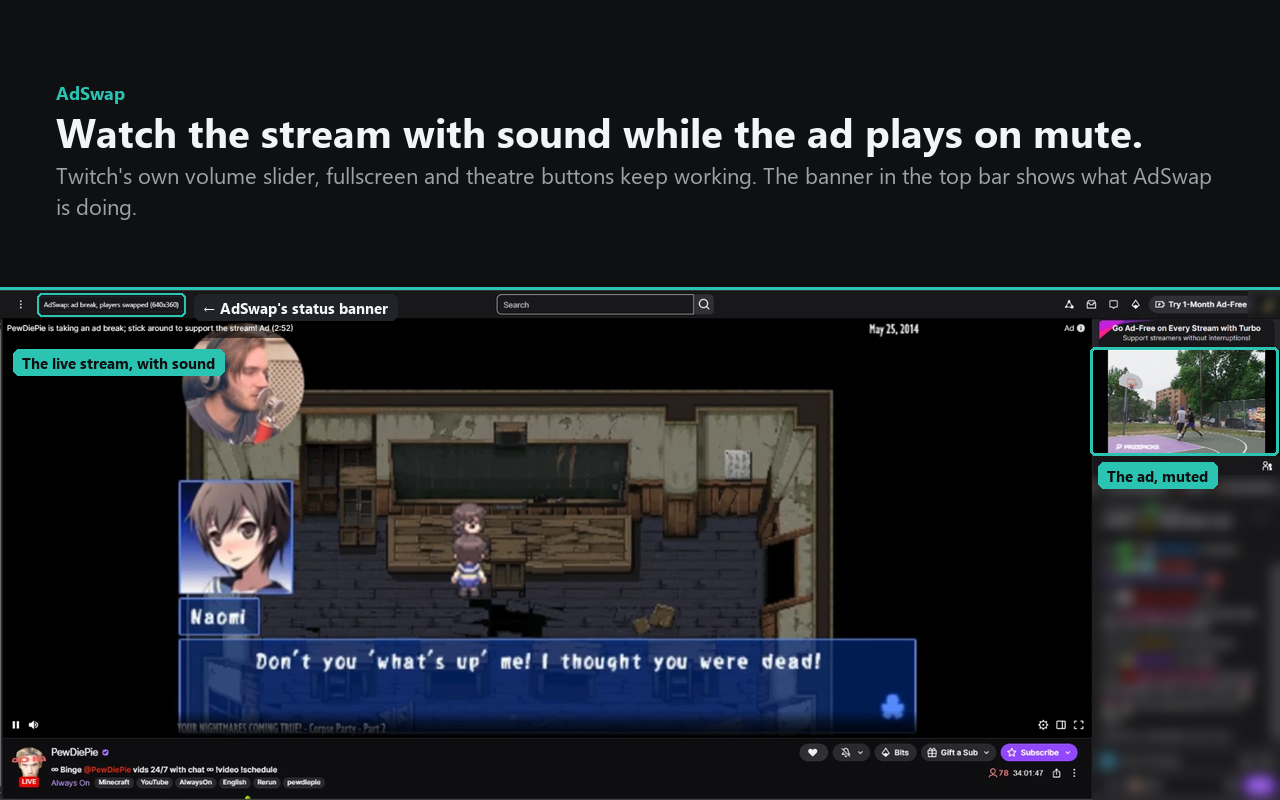 AdSwap
Watch the stream with sound while the ad plays on mute.
Twitch's own volume slider, fullscreen and theatre buttons keep working. The banner in the top bar shows what AdSwap
is doing.
AdSwap: ad break, players swapped (640x360)
← AdSwap's status banner
Search
Try 1-Month Ad-Free
PewDiePie is taking an ad break; stick around to support the stream! Ad (2:52)
May 25, 2014
Ad
Go Ad-Free on Every Stream with Turbo
Support streamers without interruptions!
The live stream, with sound
PRIZEPICKS
The ad, muted
Naomi
Don't you 'what's up' me! I thought you were dead!
YOUR NIGHTMARES COMING TRUE! - Corpse Party - Part 2
PewDiePie
Bits
Gift a Sub
Subscribe
∞ Binge @PewDiePie vids 24/7 with chat ∞ !video !schedule
LIVE
Always On
Minecraft
YouTube
AlwaysOn
English
Rerun
pewdiepie
78
34:01:47